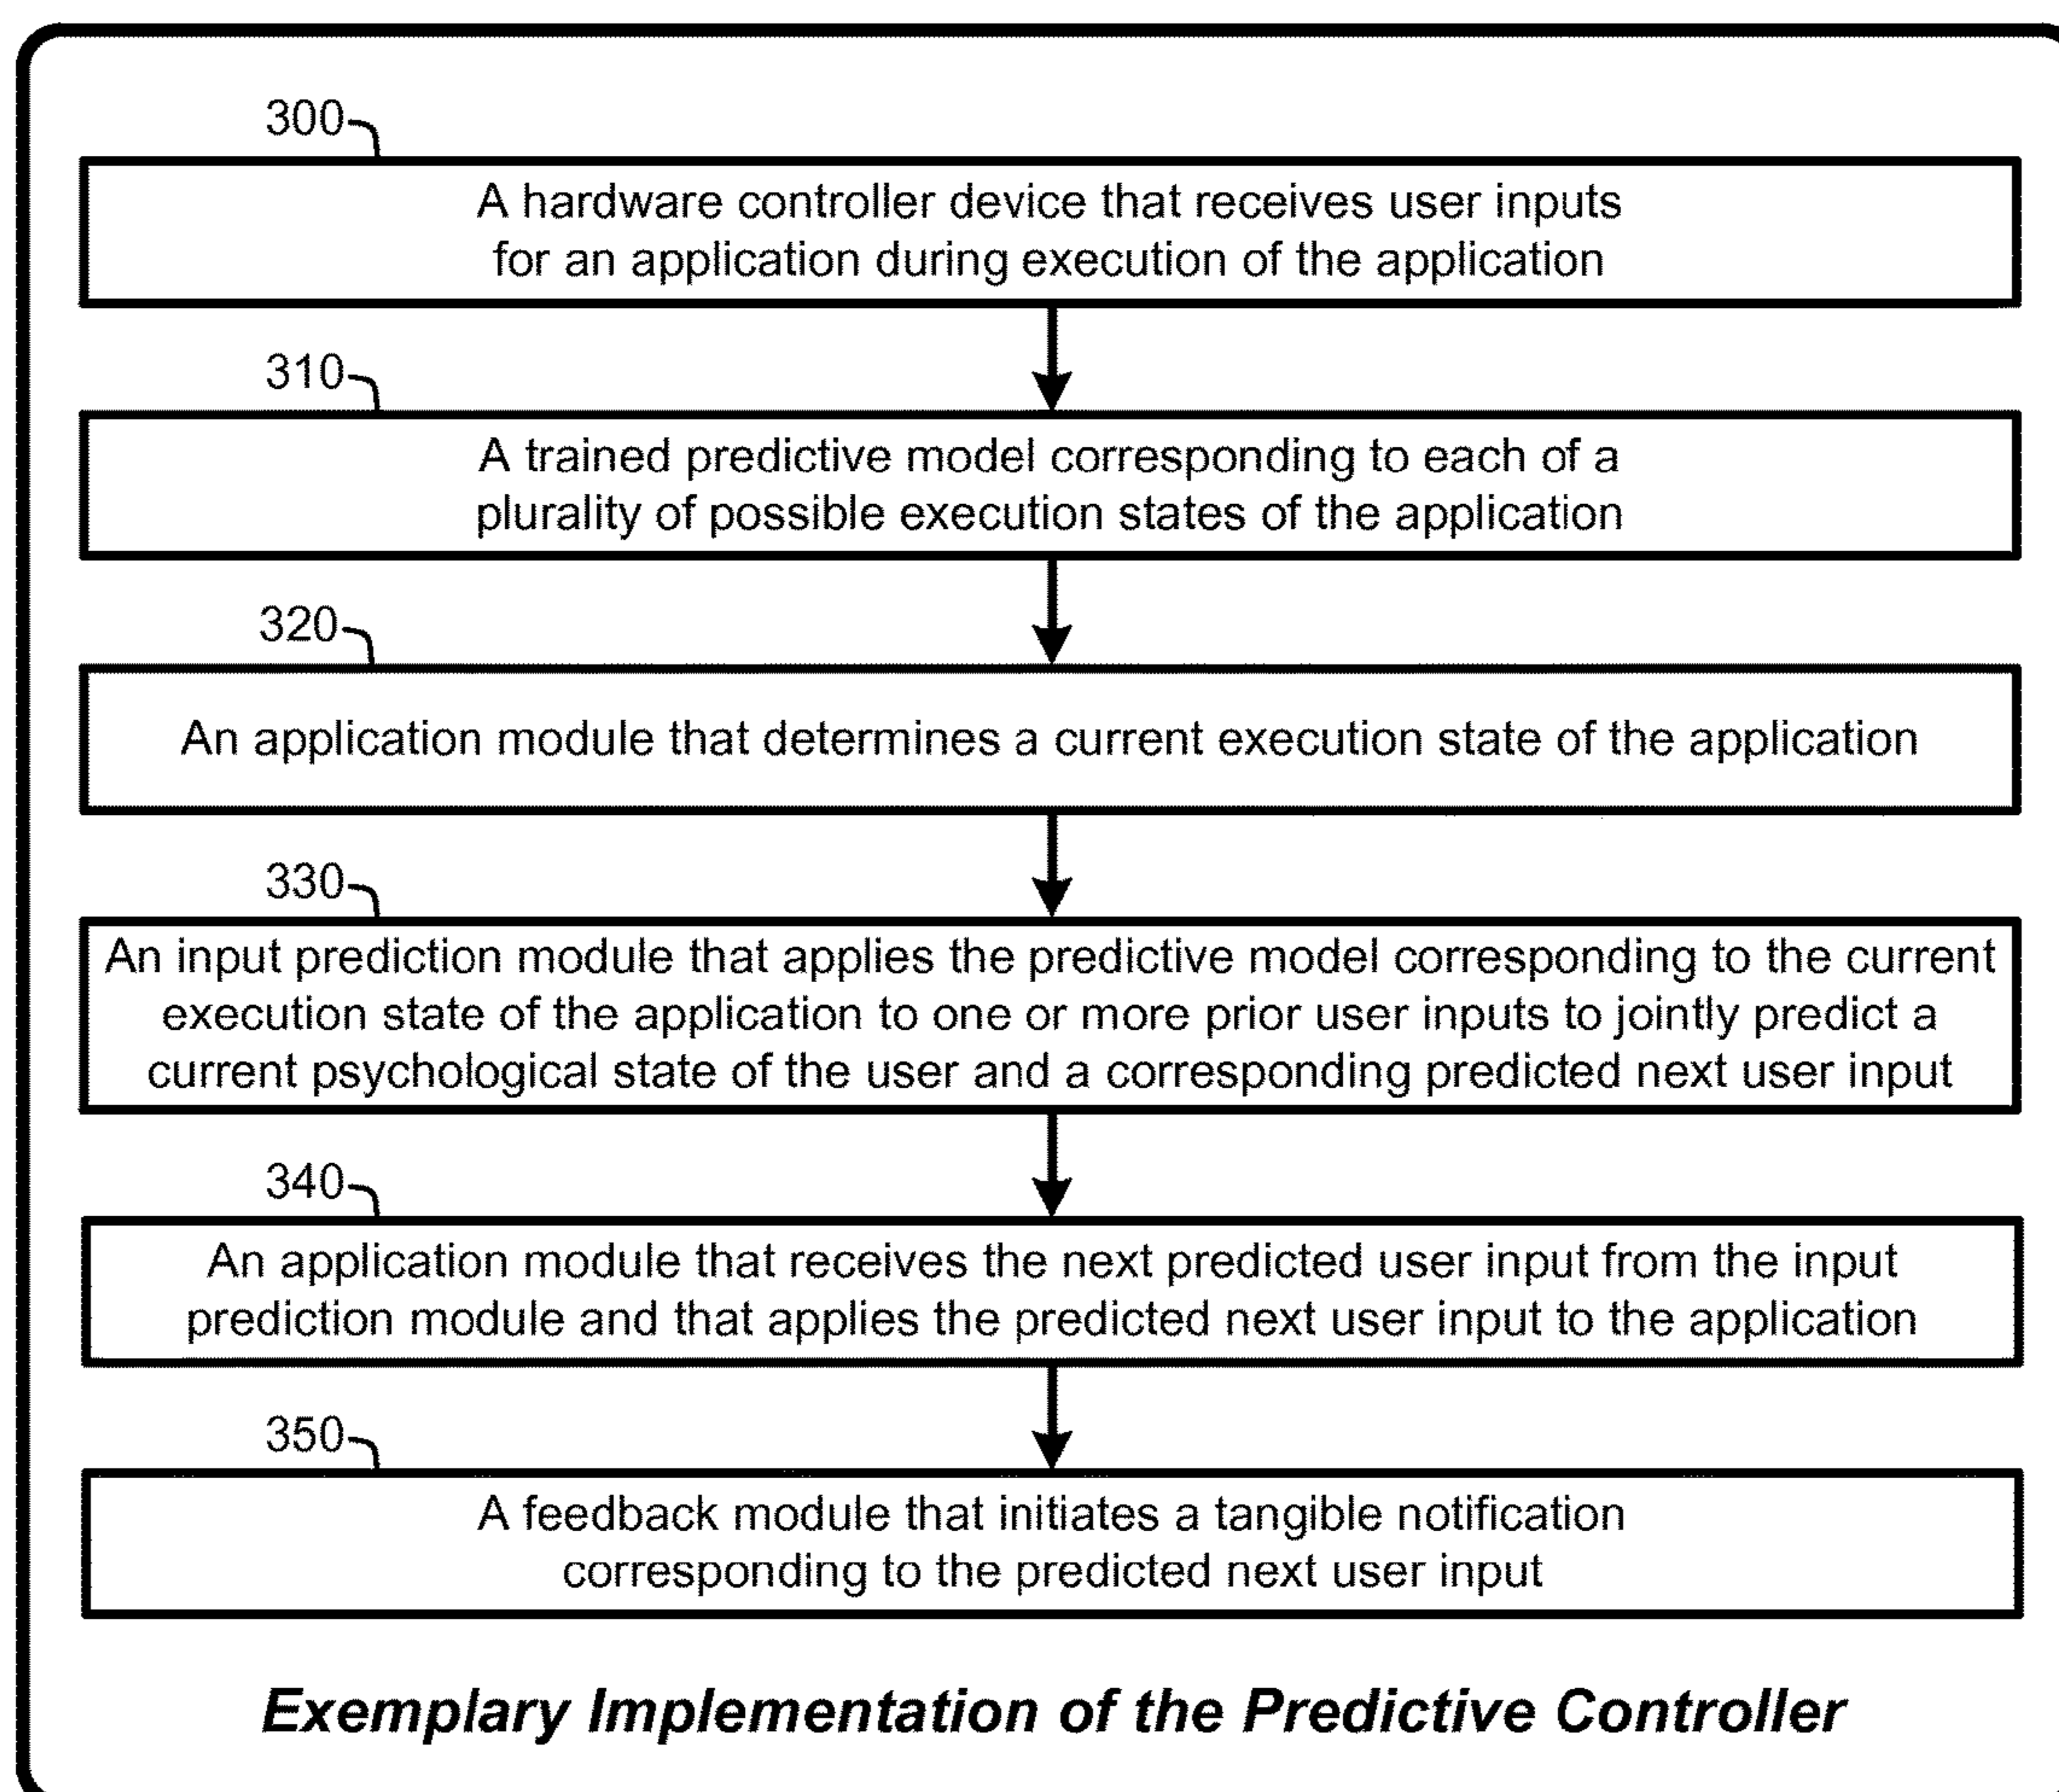 300
A hardware controller device that receives user inputs
for an application during execution of the application
310
A trained predictive model corresponding to each of a
plurality of possible execution states of the application
320
An application module that determines a current execution state of the application
330
An input prediction module that applies the predictive model corresponding to the current
execution state of the application to one or more prior user inputs to jointly predict a
current psychological state of the user and a corresponding predicted next user input
340
An application module that receives the next predicted user input from the input
prediction module and that applies the predicted next user input to the application
350
A feedback module that initiates a tangible notification
corresponding to the predicted next user input
Exemplary Implementation of the Predictive Controller